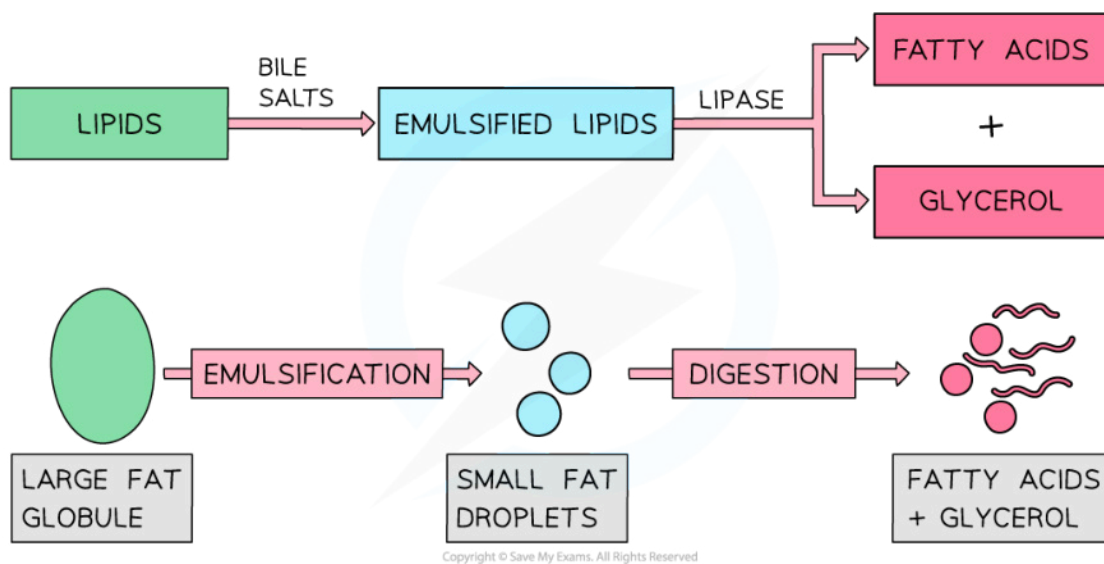 BILE
SALTS
LIPIDS
EMULSIFIED LIPIDS
LIPASE
FATTY ACIDS
+
GLYCEROL
EMULSIFICATION
DIGESTION
LARGE FAT
GLOBULE
SMALL FAT
DROPLETS
FATTY ACIDS
+ GLYCEROL
Copyright © Save My Exams. All Rights Reserved